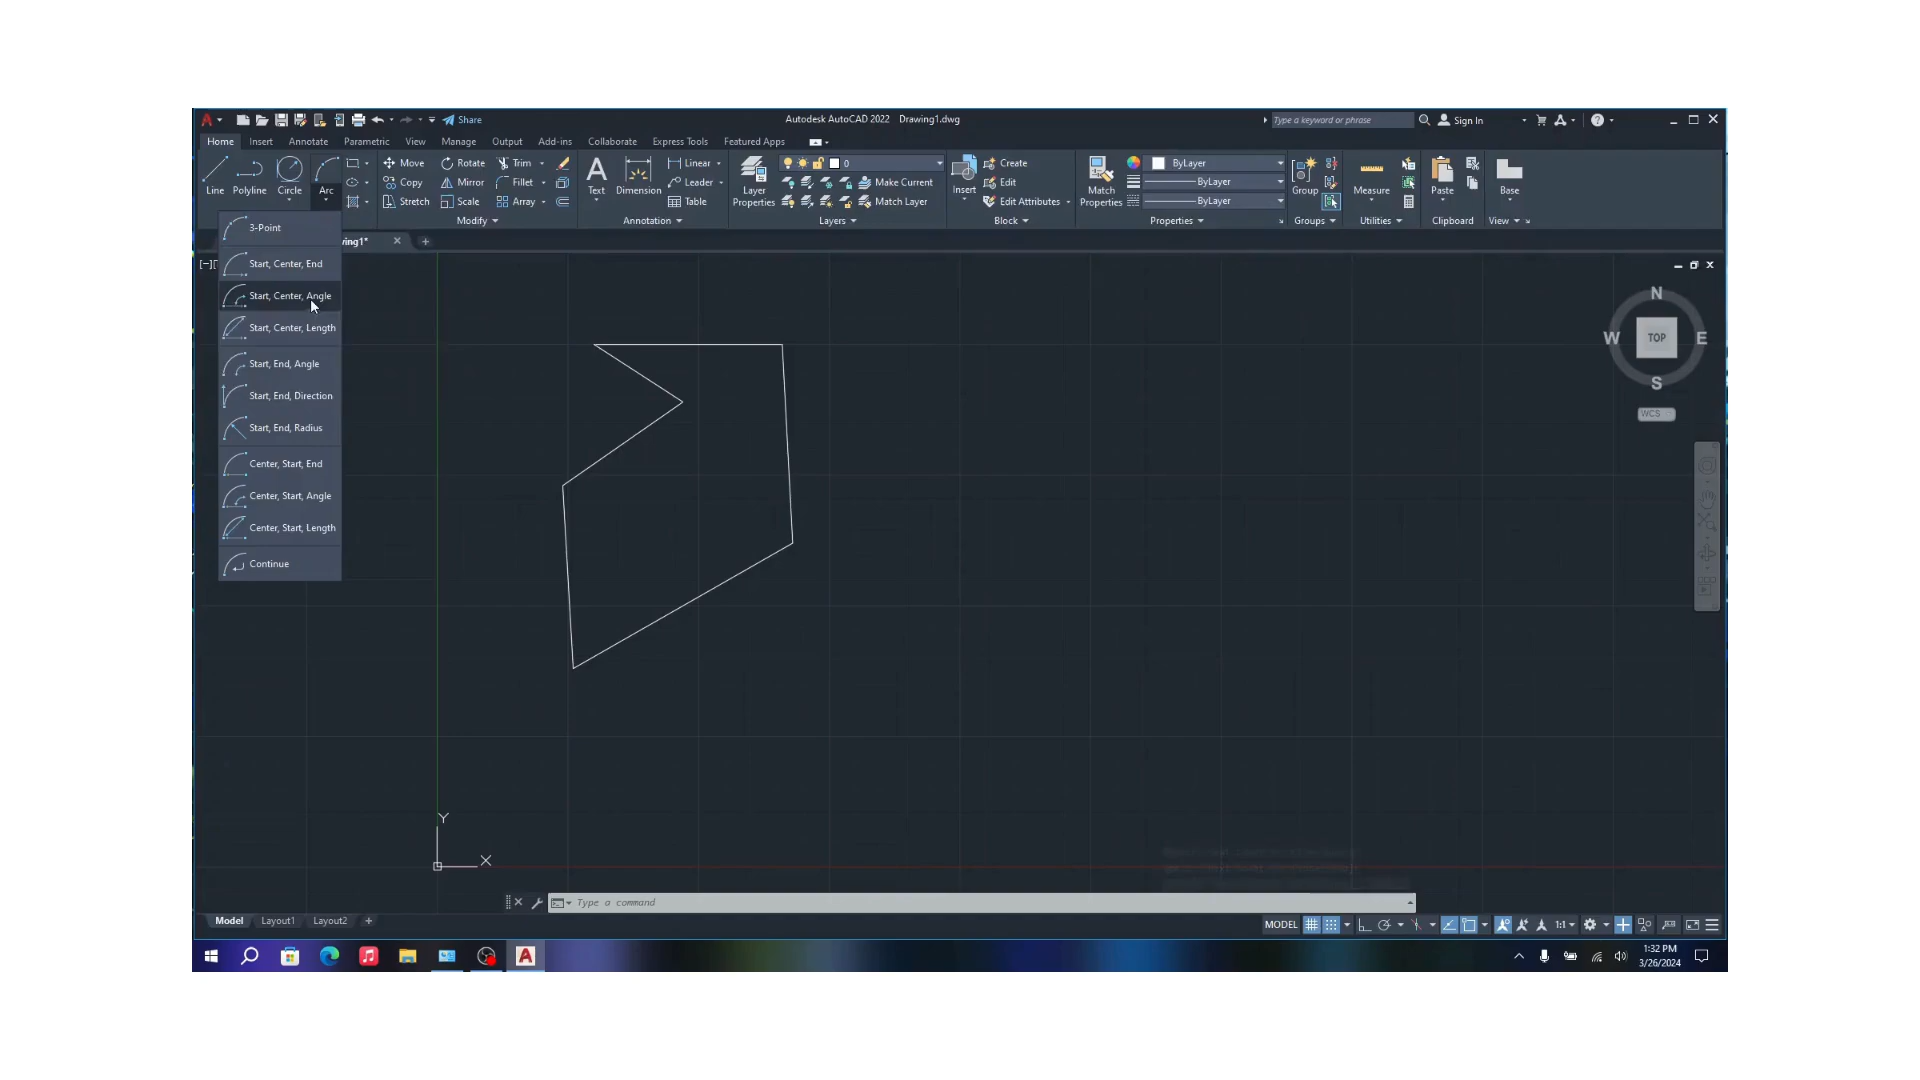 Share
Autodesk AutoCAD 2022 Drawing1.dwg
Type a keyword or phrase
Sign In
Home Insert Annotate Parametric View Manage Output Add-ins Collaborate Express Tools Featured Apps
Line Polyline Circle Arc
Move Rotate Trim
Copy Mirror Fillet
Stretch Scale Array
Modify
Text Dimension
Linear
Leader
Table
Annotation
Layer Properties
0
Make Current
Match Layer
Layers
Insert
Create
Edit
Edit Attributes
Block
Match Properties
ByLayer
ByLayer
ByLayer
Properties
Group
Groups
Measure
Utilities
Paste
Clipboard
Base
View
wing1*
3-Point
Start, Center, End
Start, Center, Angle
Start, Center, Length
Start, End, Angle
Start, End, Direction
Start, End, Radius
Center, Start, End
Center, Start, Angle
Center, Start, Length
Continue
[−][
N
W TOP E
S
WCS
Y
X
Type a command
Model Layout1 Layout2
MODEL 1:1
1:32 PM
3/26/2024